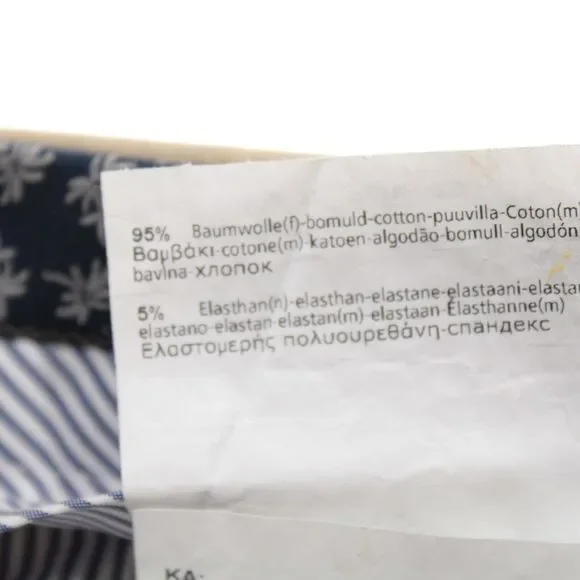 95% Baumwolle(f)-bomuld-cotton-puuvilla-Coton(m)
Βαμβάκι-cotone(m)-katoen-algodão-bomull-algodón
bavlna-хлопок
5% Elasthan(n)-elasthan-elastane-elastaani-elastan
elastano-elastan-elastan(m)-elastaan-Élasthanne(m)
Ελαστομερής πολυουρεθάνη-спандекс
KA: